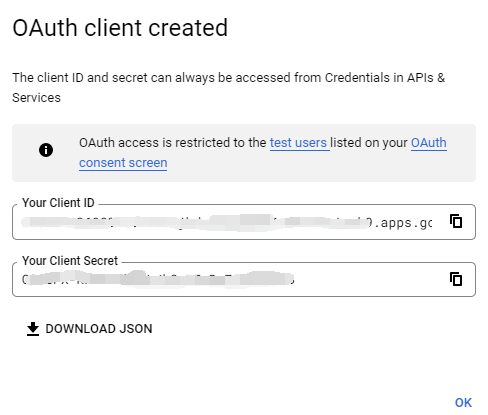 OAuth client created
The client ID and secret can always be accessed from Credentials in APIs &
Services
OAuth access is restricted to the test users listed on your OAuth
consent screen
Your Client ID
9.apps.gc
Your Client Secret
DOWNLOAD JSON
OK